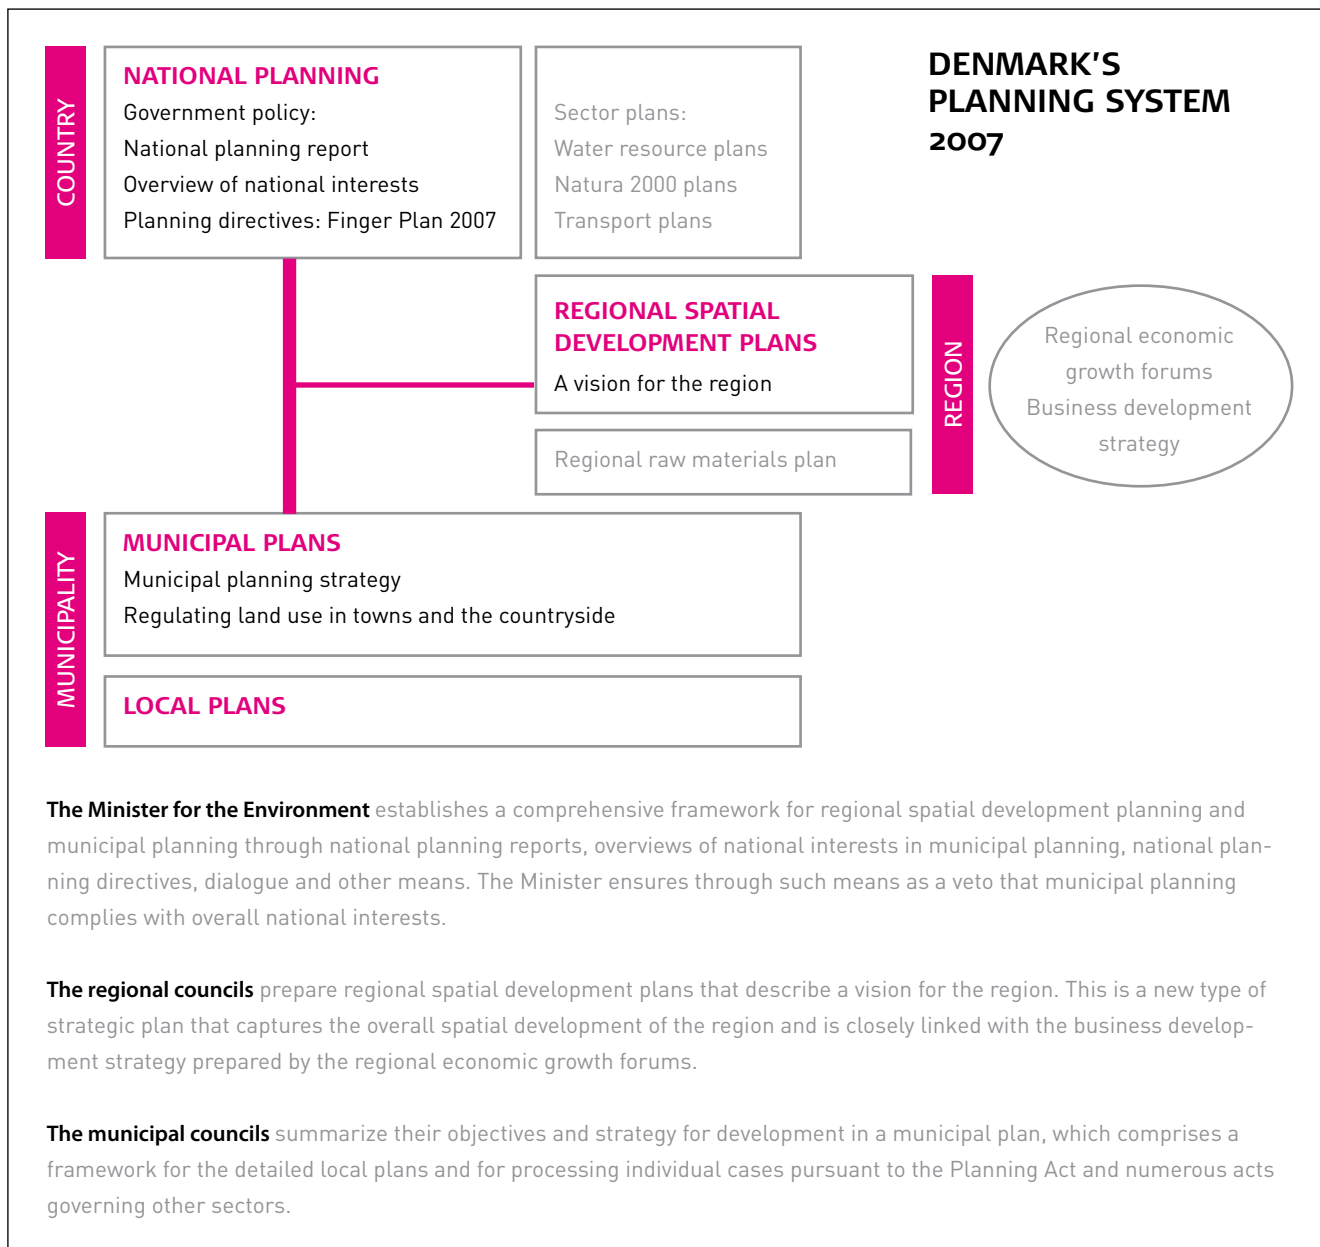 DENMARK'S
PLANNING SYSTEM
2007
COUNTRY
NATIONAL PLANNING
Government policy:
National planning report
Overview of national interests
Planning directives: Finger Plan 2007
Sector plans:
Water resource plans
Natura 2000 plans
Transport plans
REGIONAL SPATIAL
DEVELOPMENT PLANS
A vision for the region
Regional raw materials plan
REGION
Regional economic
growth forums
Business development
strategy
MUNICIPALITY
MUNICIPAL PLANS
Municipal planning strategy
Regulating land use in towns and the countryside
LOCAL PLANS
The Minister for the Environment establishes a comprehensive framework for regional spatial development planning and
municipal planning through national planning reports, overviews of national interests in municipal planning, national plan-
ning directives, dialogue and other means. The Minister ensures through such means as a veto that municipal planning
complies with overall national interests.
The regional councils prepare regional spatial development plans that describe a vision for the region. This is a new type of
strategic plan that captures the overall spatial development of the region and is closely linked with the business develop-
ment strategy prepared by the regional economic growth forums.
The municipal councils summarize their objectives and strategy for development in a municipal plan, which comprises a
framework for the detailed local plans and for processing individual cases pursuant to the Planning Act and numerous acts
governing other sectors.